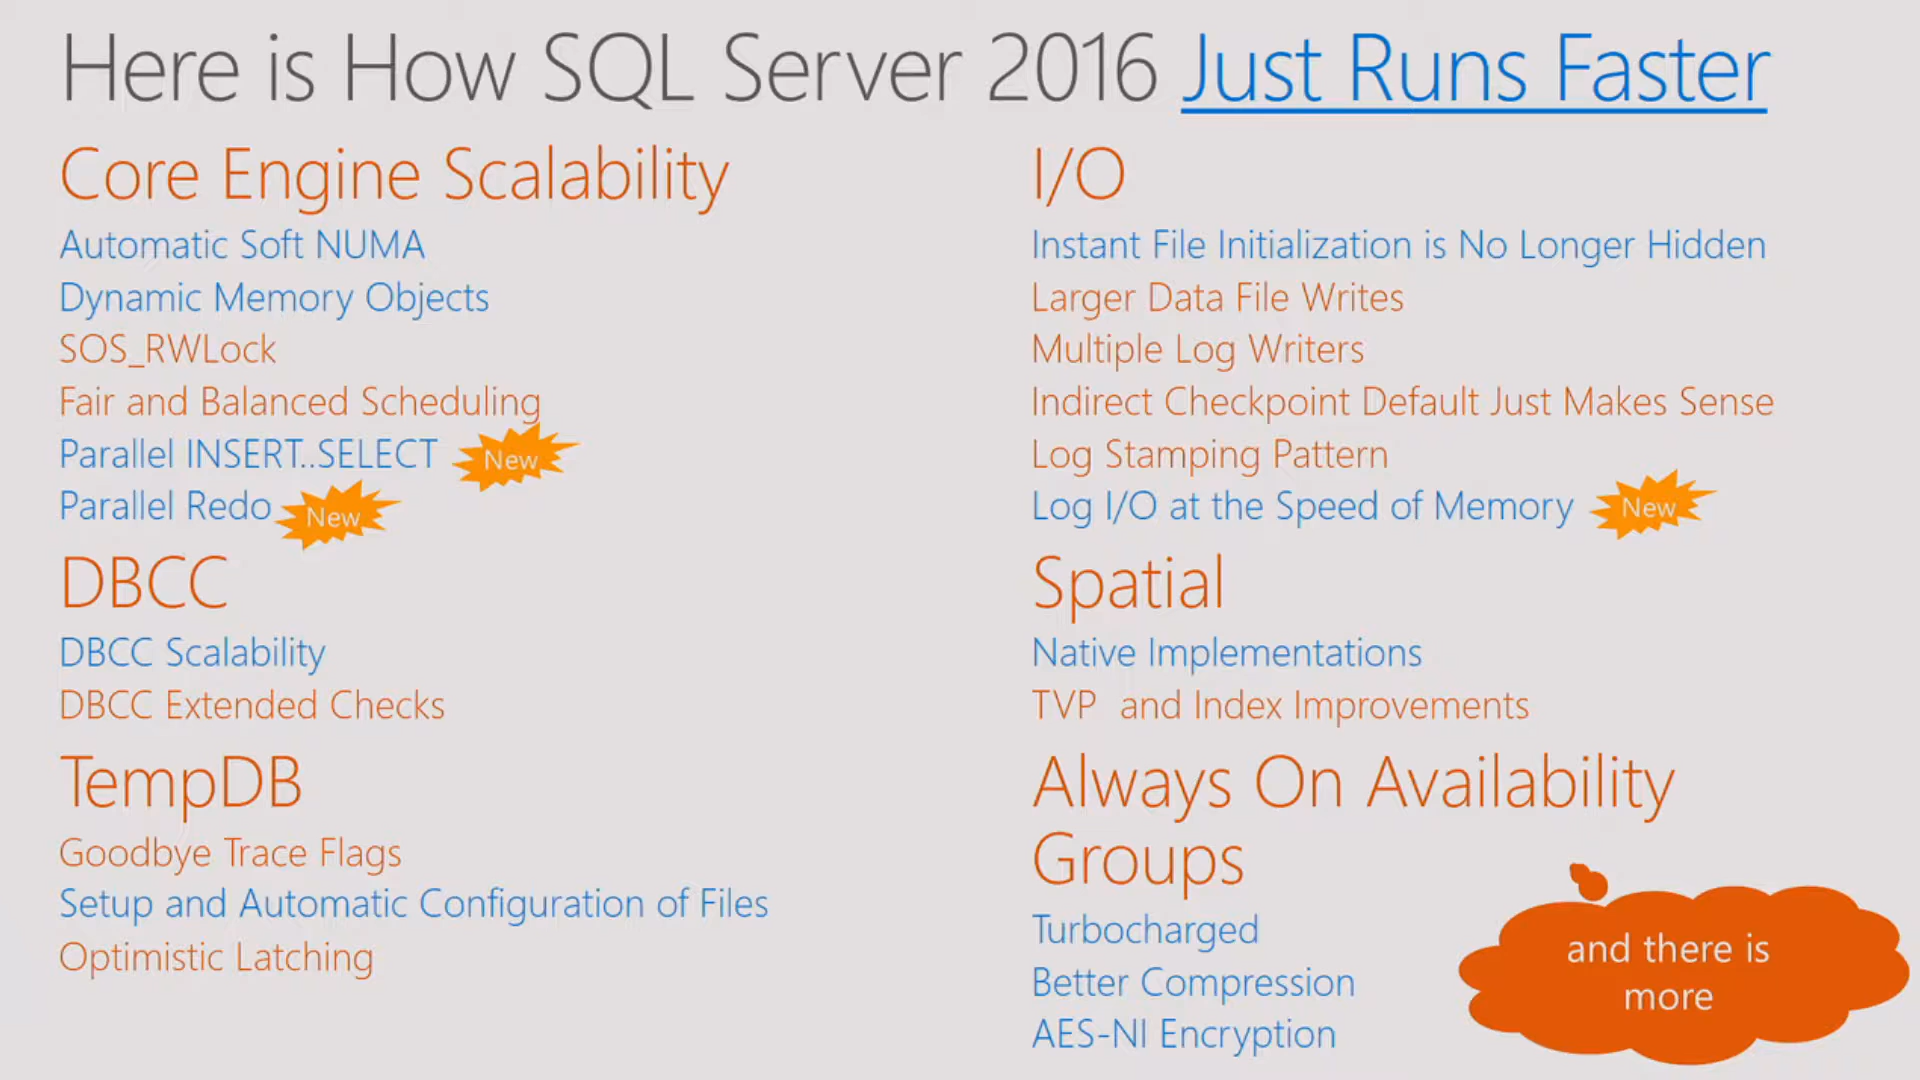 Here is How SQL Server 2016 Just Runs Faster
Core Engine Scalability
Automatic Soft NUMA
Dynamic Memory Objects
SOS_RWLock
Fair and Balanced Scheduling
Parallel INSERT..SELECT New
Parallel Redo New
DBCC
DBCC Scalability
DBCC Extended Checks
TempDB
Goodbye Trace Flags
Setup and Automatic Configuration of Files
Optimistic Latching
I/O
Instant File Initialization is No Longer Hidden
Larger Data File Writes
Multiple Log Writers
Indirect Checkpoint Default Just Makes Sense
Log Stamping Pattern
Log I/O at the Speed of Memory New
Spatial
Native Implementations
TVP and Index Improvements
Always On Availability
Groups
Turbocharged
Better Compression
AES-NI Encryption
and there is
more